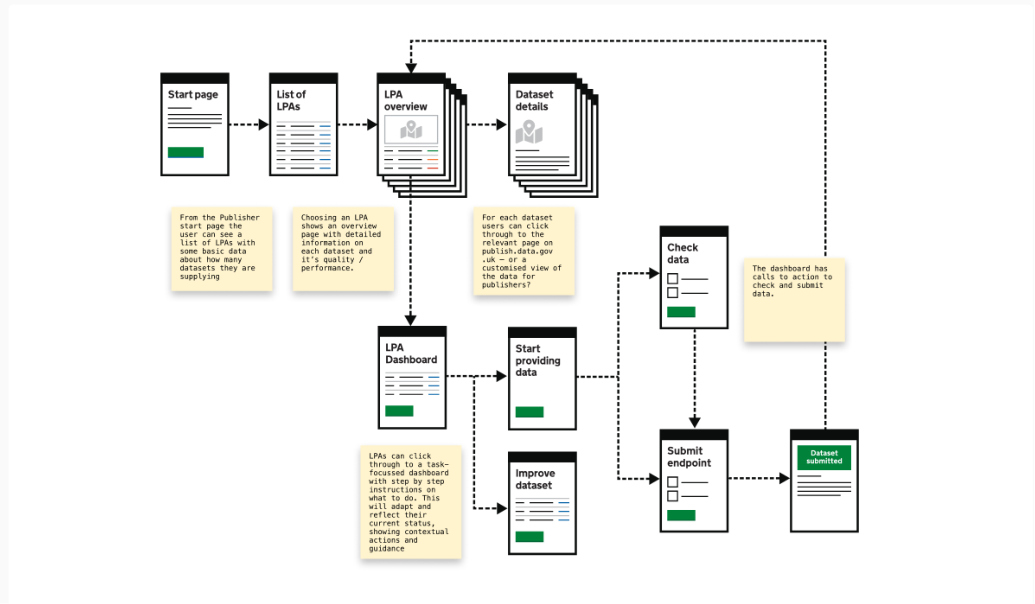 Start page
List of
LPAs
LPA
overview
Dataset
details
From the Publisher
start page the
user can see a
list of LPAs with
some basic data
about how many
datasets they are
supplying
Choosing an LPA
shows an overview
page with detailed
information on
each dataset and
it's quality /
performance.
For each dataset
users can click
through to the
relevant page on
publish.data.gov
.uk – or a
customised view of
the data for
publishers?
Check
data
The dashboard has
calls to action to
check and submit
data.
LPA
Dashboard
Start
providing
data
LPAs can click
through to a task-
focussed dashboard
with step by step
instructions on
what to do. This
will adapt and
reflect their
current status,
showing contextual
actions and
guidance
Improve
dataset
Submit
endpoint
Dataset
submitted